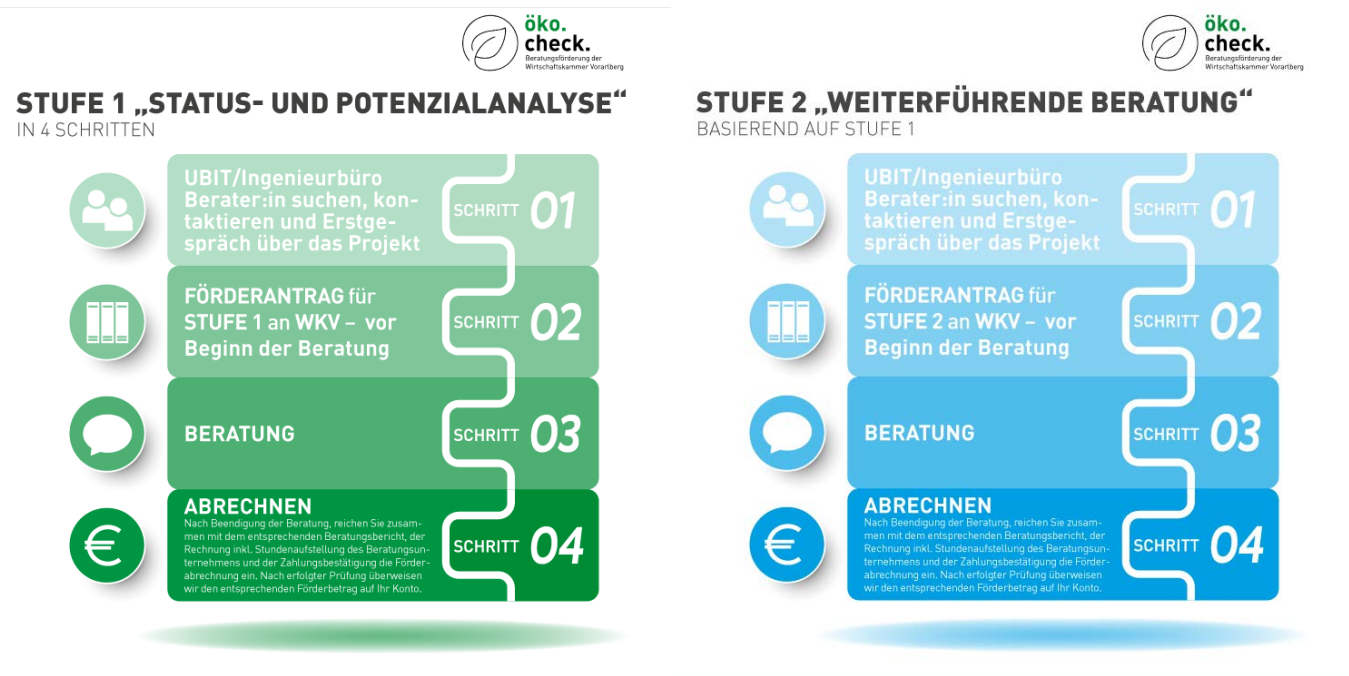 öko.
check.
Beratungsförderung der
Wirtschaftskammer Vorarlberg
STUFE 1 „STATUS- UND POTENZIALANALYSE“
IN 4 SCHRITTEN
UBIT/Ingenieurbüro
Berater:in suchen, kon-
taktieren und Erstge-
spräch über das Projekt
SCHRITT 01
FÖRDERANTRAG für
STUFE 1 an WKV – vor
Beginn der Beratung
SCHRITT 02
BERATUNG
SCHRITT 03
ABRECHNEN
Nach Beendigung der Beratung, reichen Sie zusam-
men mit dem entsprechenden Beratungsbericht, der
Rechnung inkl. Stundenaufstellung des Beratungsun-
ternehmens und der Zahlungsbestätigung die Förder-
abrechnung ein. Nach erfolgter Prüfung überweisen
wir den entsprechenden Förderbetrag auf Ihr Konto.
SCHRITT 04
€
öko.
check.
Beratungsförderung der
Wirtschaftskammer Vorarlberg
STUFE 2 „WEITERFÜHRENDE BERATUNG“
BASIEREND AUF STUFE 1
UBIT/Ingenieurbüro
Berater:in suchen, kon-
taktieren und Erstge-
spräch über das Projekt
SCHRITT 01
FÖRDERANTRAG für
STUFE 2 an WKV – vor
Beginn der Beratung
SCHRITT 02
BERATUNG
SCHRITT 03
ABRECHNEN
Nach Beendigung der Beratung, reichen Sie zusam-
men mit dem entsprechenden Beratungsbericht, der
Rechnung inkl. Stundenaufstellung des Beratungsun-
ternehmens und der Zahlungsbestätigung die Förder-
abrechnung ein. Nach erfolgter Prüfung überweisen
wir den entsprechenden Förderbetrag auf Ihr Konto.
SCHRITT 04
€